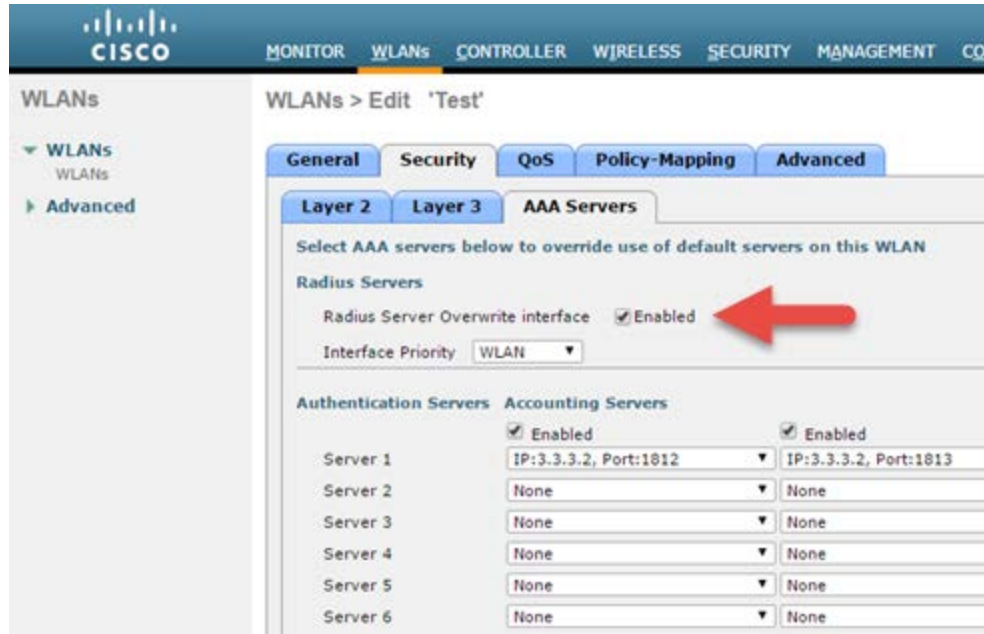 CISCO
MONITOR WLANs CONTROLLER WIRELESS SECURITY MANAGEMENT
WLANs
WLANs > Edit 'Test'
WLANs
WLANs
Advanced
General Security QoS Policy-Mapping Advanced
Layer 2 Layer 3 AAA Servers
Select AAA servers below to override use of default servers on this WLAN
Radius Servers
Radius Server Overwrite interface Enabled
Interface Priority WLAN
Authentication Servers Accounting Servers
Enabled Enabled
Server 1 IP:3.3.3.2, Port:1812 IP:3.3.3.2, Port:1813
Server 2 None None
Server 3 None None
Server 4 None None
Server 5 None None
Server 6 None None